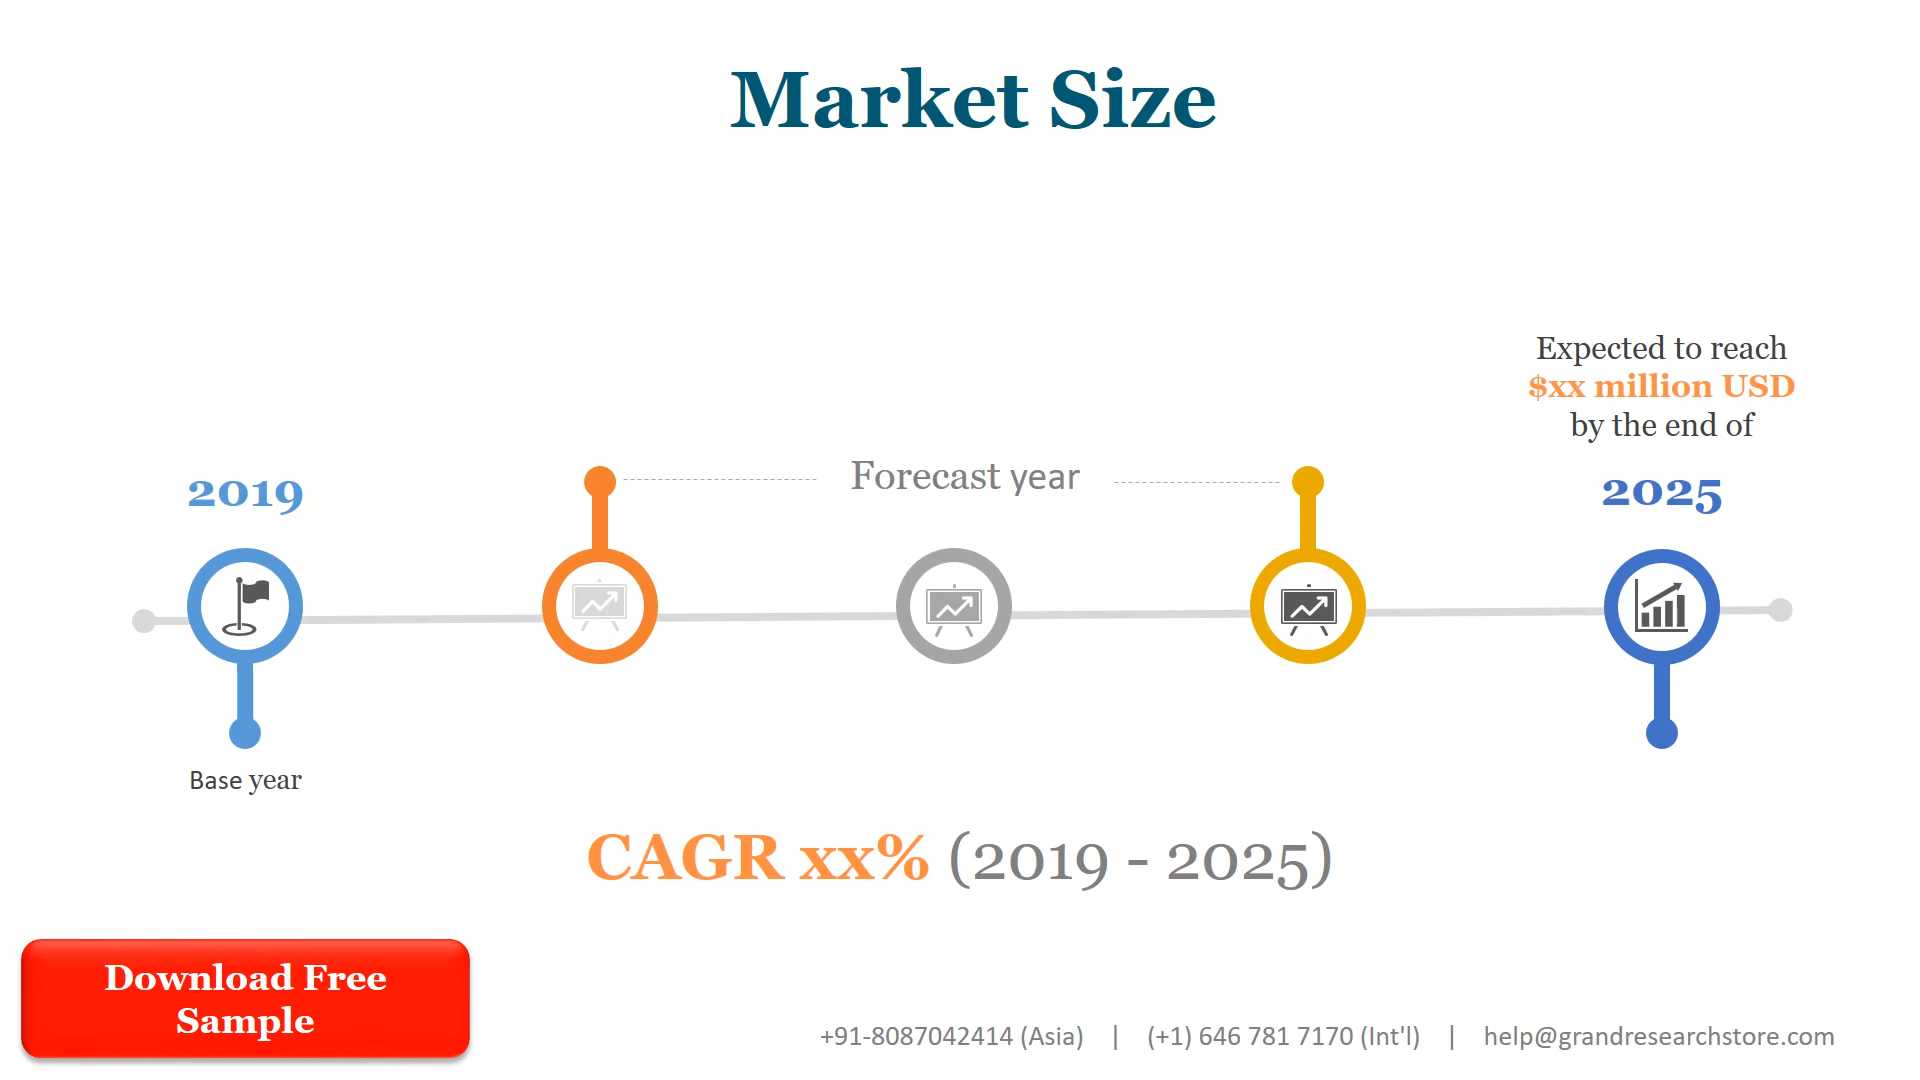 Market Size
Expected to reach
$xx million USD
by the end of
2025
2019
Forecast year
Base year
CAGR xx% (2019 - 2025)
Download Free
Sample
+91-8087042414 (Asia) | (+1) 646 781 7170 (Int'l) | help@grandresearchstore.com